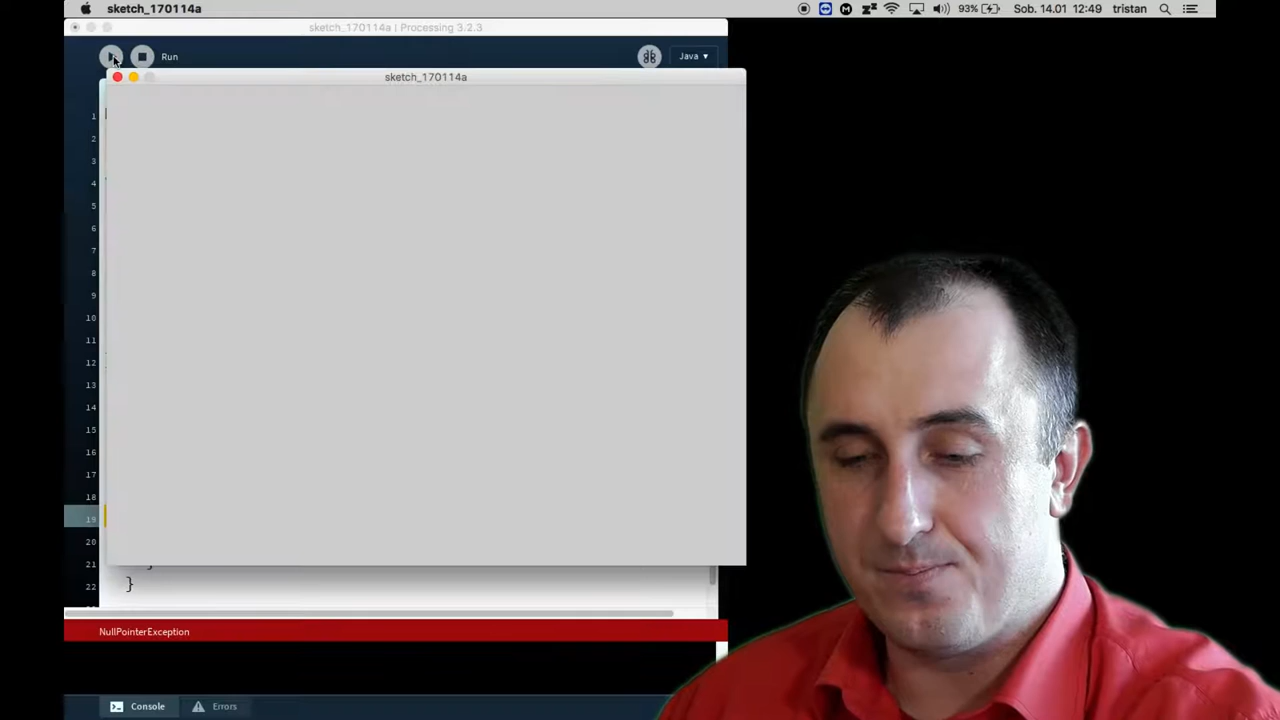 sketch_170114a
93%
Sob. 14.01 12:49
tristan
sketch_170114a | Processing 3.2.3
Run
Java ▾
sketch_170114a
1
2
3
4
5
6
7
8
9
10
11
12
13
14
15
16
17
18
19
20
21
22
}
NullPointerException
Console
Errors